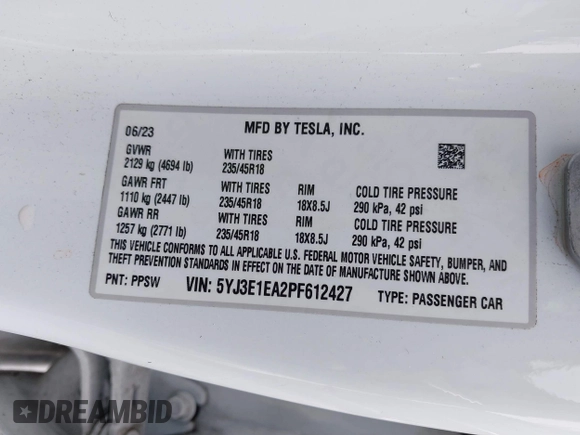 06/23
MFD BY TESLA, INC.
GVWR WITH TIRES
2129 kg (4694 lb) 235/45R18
GAWR FRT WITH TIRES RIM COLD TIRE PRESSURE
1110 kg (2447 lb) 235/45R18 18X8.5J 290 kPa, 42 psi
GAWR RR WITH TIRES RIM COLD TIRE PRESSURE
1257 kg (2771 lb) 235/45R18 18X8.5J 290 kPa, 42 psi
THIS VEHICLE CONFORMS TO ALL APPLICABLE U.S. FEDERAL MOTOR VEHICLE SAFETY, BUMPER, AND
THEFT PREVENTION STANDARDS IN EFFECT ON THE DATE OF MANUFACTURE SHOWN ABOVE.
PNT: PPSW VIN: 5YJ3E1EA2PF612427 TYPE: PASSENGER CAR
DREAMBID